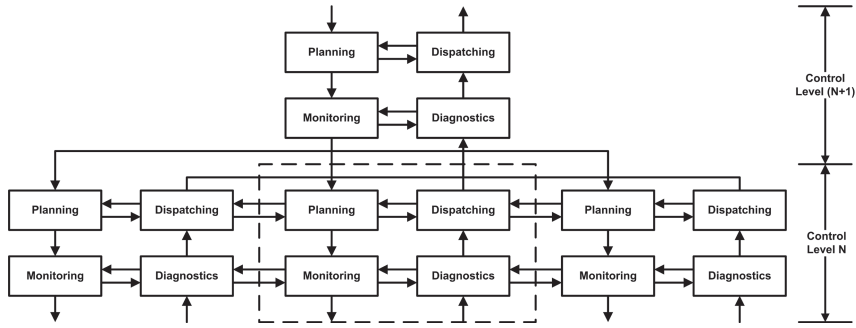 Planning
Dispatching
Control
Level (N+1)
Monitoring
Diagnostics
Planning
Dispatching
Planning
Dispatching
Planning
Dispatching
Control
Level N
Monitoring
Diagnostics
Monitoring
Diagnostics
Monitoring
Diagnostics